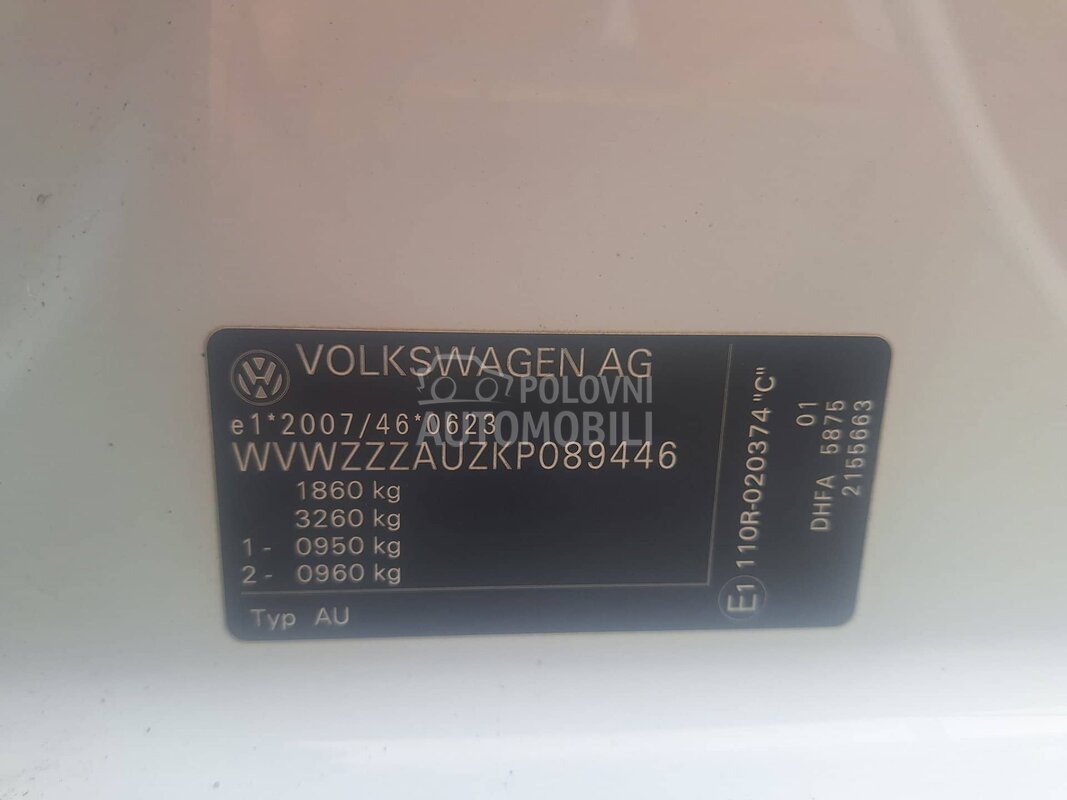 VOLKSWAGEN AG
POLOVNI
AUTOMOBILI
e1*2007/46*0623
WVWZZZAUZKP089446
1860 kg
3260 kg
1- 0950 kg
2- 0960 kg
Typ AU
E1 110R-020374 "C"
01
DHFA 5875
2155663